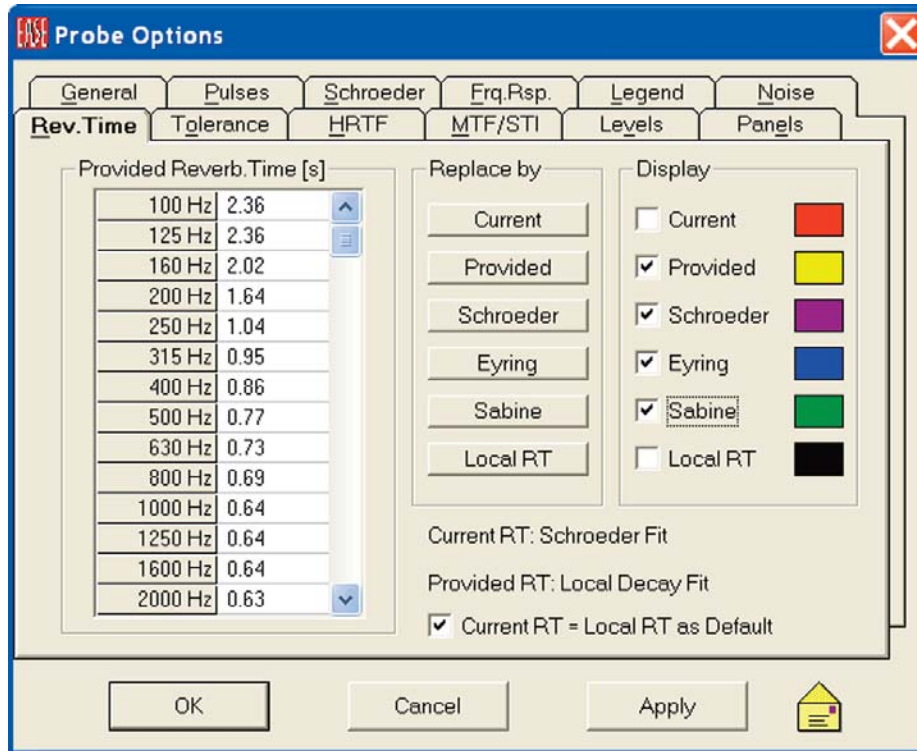 EASE Probe Options
General Pulses Schroeder Frq.Rsp. Legend Noise
Rev.Time Tolerance HRTF MTF/STI Levels Panels
Provided Reverb.Time [s]
100 Hz 2.36
125 Hz 2.36
160 Hz 2.02
200 Hz 1.64
250 Hz 1.04
315 Hz 0.95
400 Hz 0.86
500 Hz 0.77
630 Hz 0.73
800 Hz 0.69
1000 Hz 0.64
1250 Hz 0.64
1600 Hz 0.64
2000 Hz 0.63
Replace by
Current
Provided
Schroeder
Eyring
Sabine
Local RT
Display
Current
Provided
Schroeder
Eyring
Sabine
Local RT
Current RT: Schroeder Fit
Provided RT: Local Decay Fit
Current RT = Local RT as Default
OK Cancel Apply